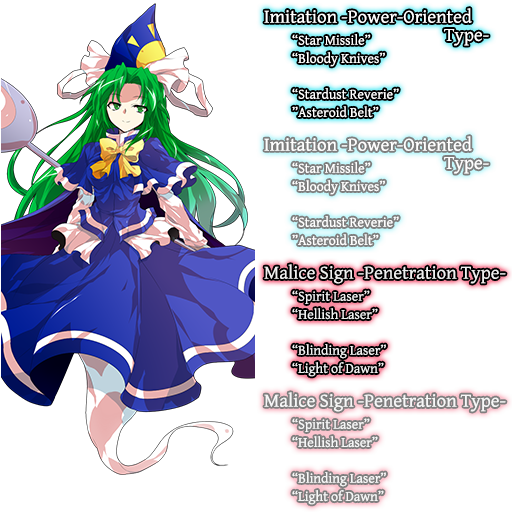 Imitation -Power-Oriented
Type-
“Star Missile”
“Bloody Knives”
“Stardust Reverie”
”Asteroid Belt”
Imitation -Power-Oriented
Type-
“Star Missile”
“Bloody Knives”
“Stardust Reverie”
”Asteroid Belt”
Malice Sign -Penetration Type-
“Spirit Laser”
“Hellish Laser”
“Blinding Laser”
“Light of Dawn”
Malice Sign -Penetration Type-
“Spirit Laser”
“Hellish Laser”
“Blinding Laser”
“Light of Dawn”